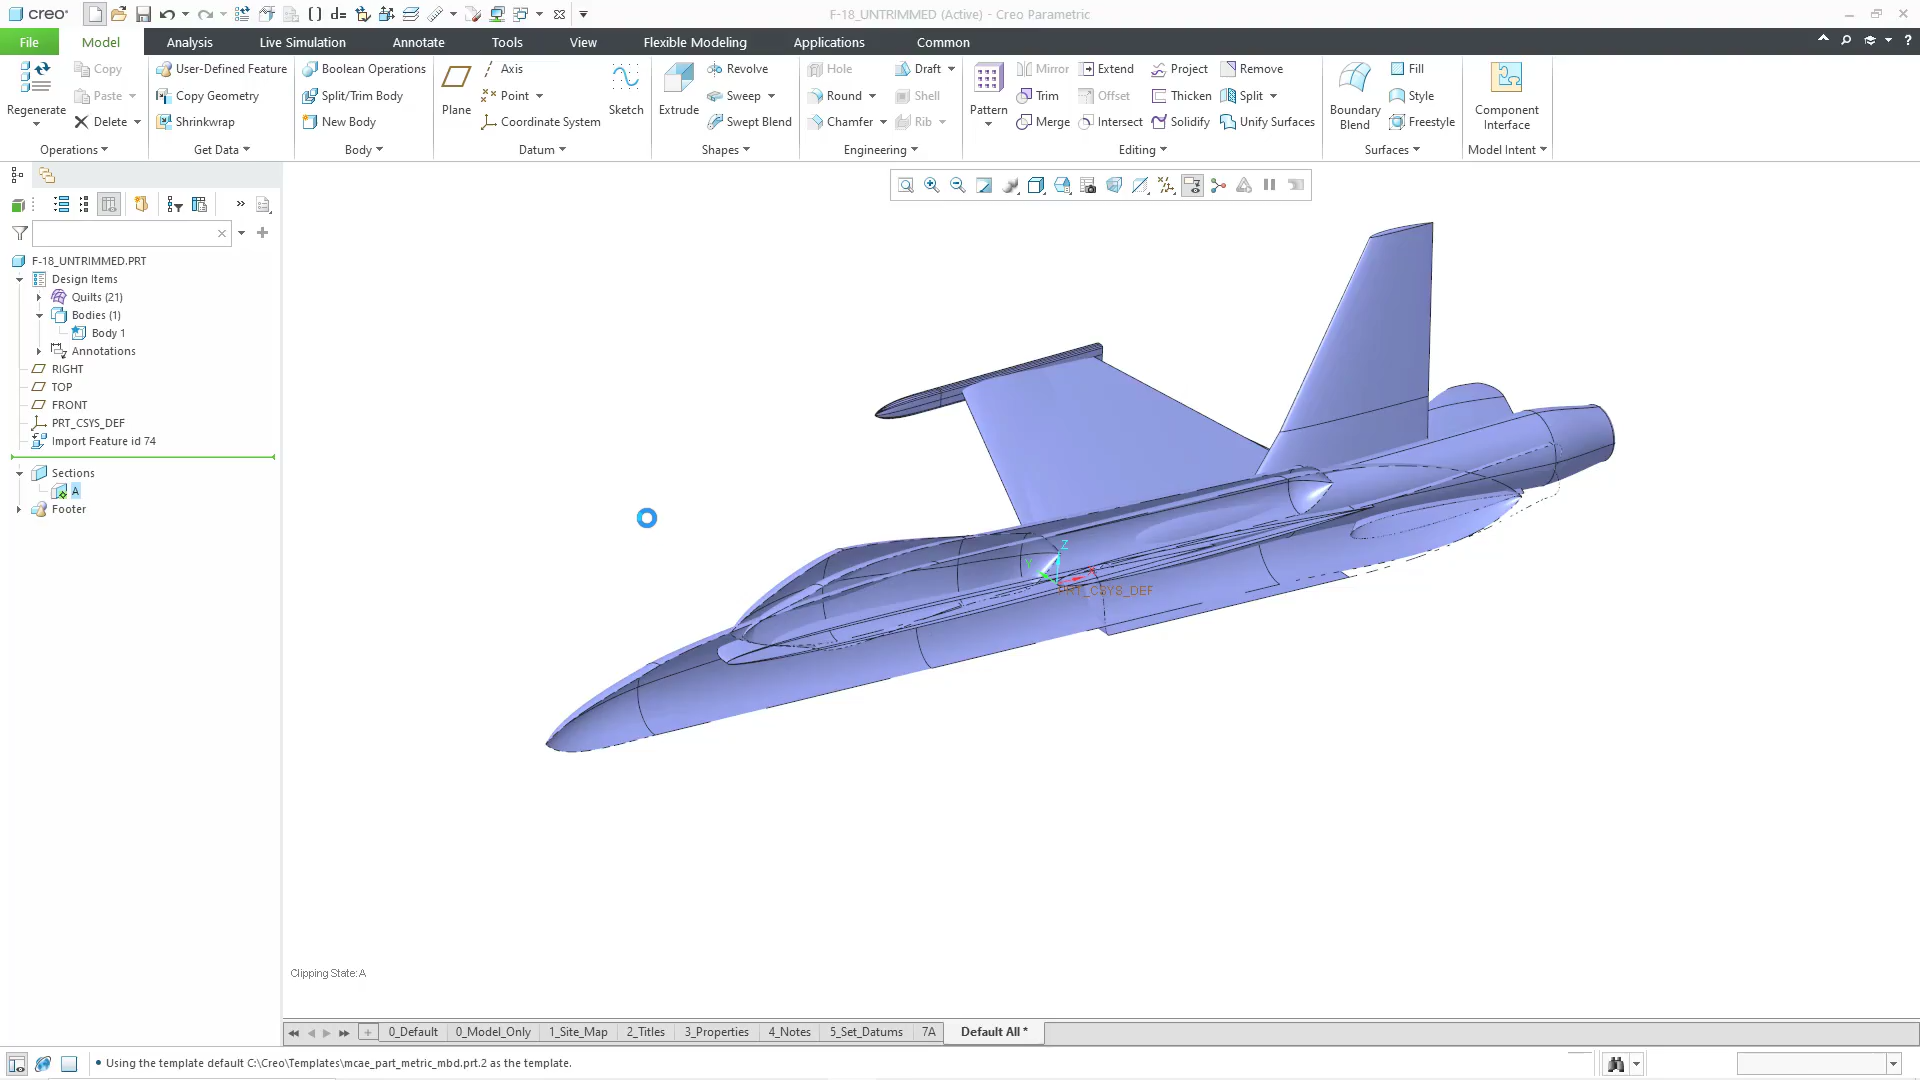 creo
F-18_UNTRIMMED (Active) - Creo Parametric
File Model Analysis Live Simulation Annotate Tools View Flexible Modeling Applications Common
Regenerate
Copy
Paste
Delete
Operations
User-Defined Feature
Copy Geometry
Shrinkwrap
Get Data
Boolean Operations
Split/Trim Body
New Body
Body
Plane
Axis
Point
Coordinate System
Sketch
Datum
Extrude
Revolve
Sweep
Swept Blend
Shapes
Hole
Round
Chamfer
Draft
Shell
Rib
Engineering
Pattern
Mirror
Trim
Merge
Extend
Offset
Intersect
Project
Thicken
Solidify
Remove
Split
Unify Surfaces
Editing
Boundary
Blend
Fill
Style
Freestyle
Surfaces
Component
Interface
Model Intent
F-18_UNTRIMMED.PRT
Design Items
Quilts (21)
Bodies (1)
Body 1
Annotations
RIGHT
TOP
FRONT
PRT_CSYS_DEF
Import Feature id 74
Sections
A
Footer
Z
Y
X
PRT_CSYS_DEF
Clipping State:A
0_Default 0_Model_Only 1_Site_Map 2_Titles 3_Properties 4_Notes 5_Set_Datums 7A Default All *
• Using the template default C:\Creo\Templates\mcae_part_metric_mbd.prt.2 as the template.